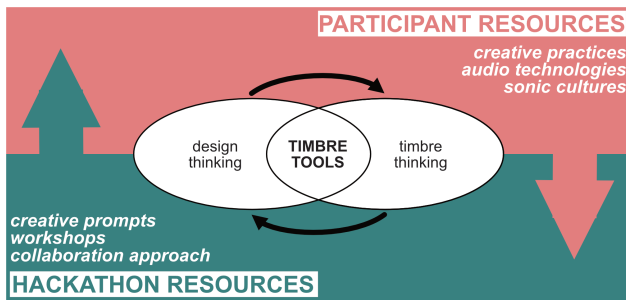 PARTICIPANT RESOURCES
creative practices
audio technologies
sonic cultures
design
thinking
TIMBRE
TOOLS
timbre
thinking
creative prompts
workshops
collaboration approach
HACKATHON RESOURCES